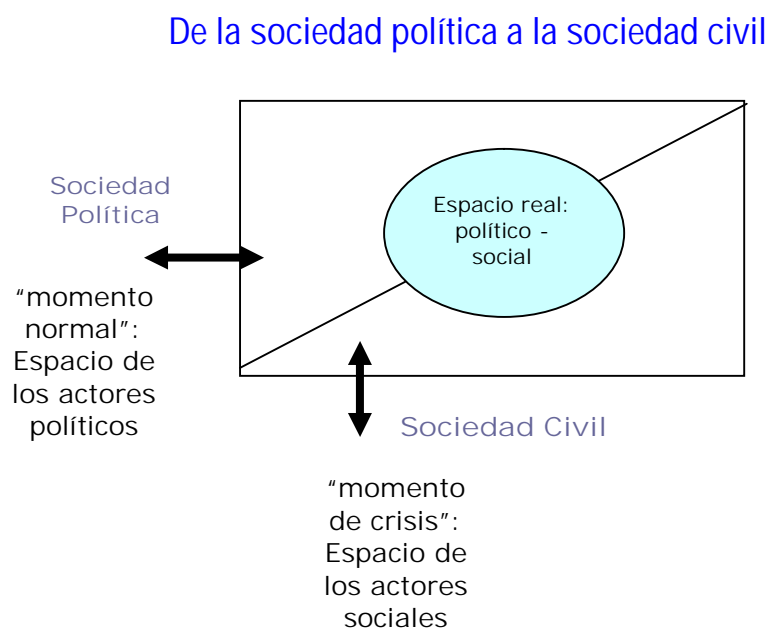 De la sociedad política a la sociedad civil
Sociedad
Política
Espacio real:
político -
social
“momento
normal”:
Espacio de
los actores
políticos
Sociedad Civil
“momento
de crisis”:
Espacio de
los actores
sociales